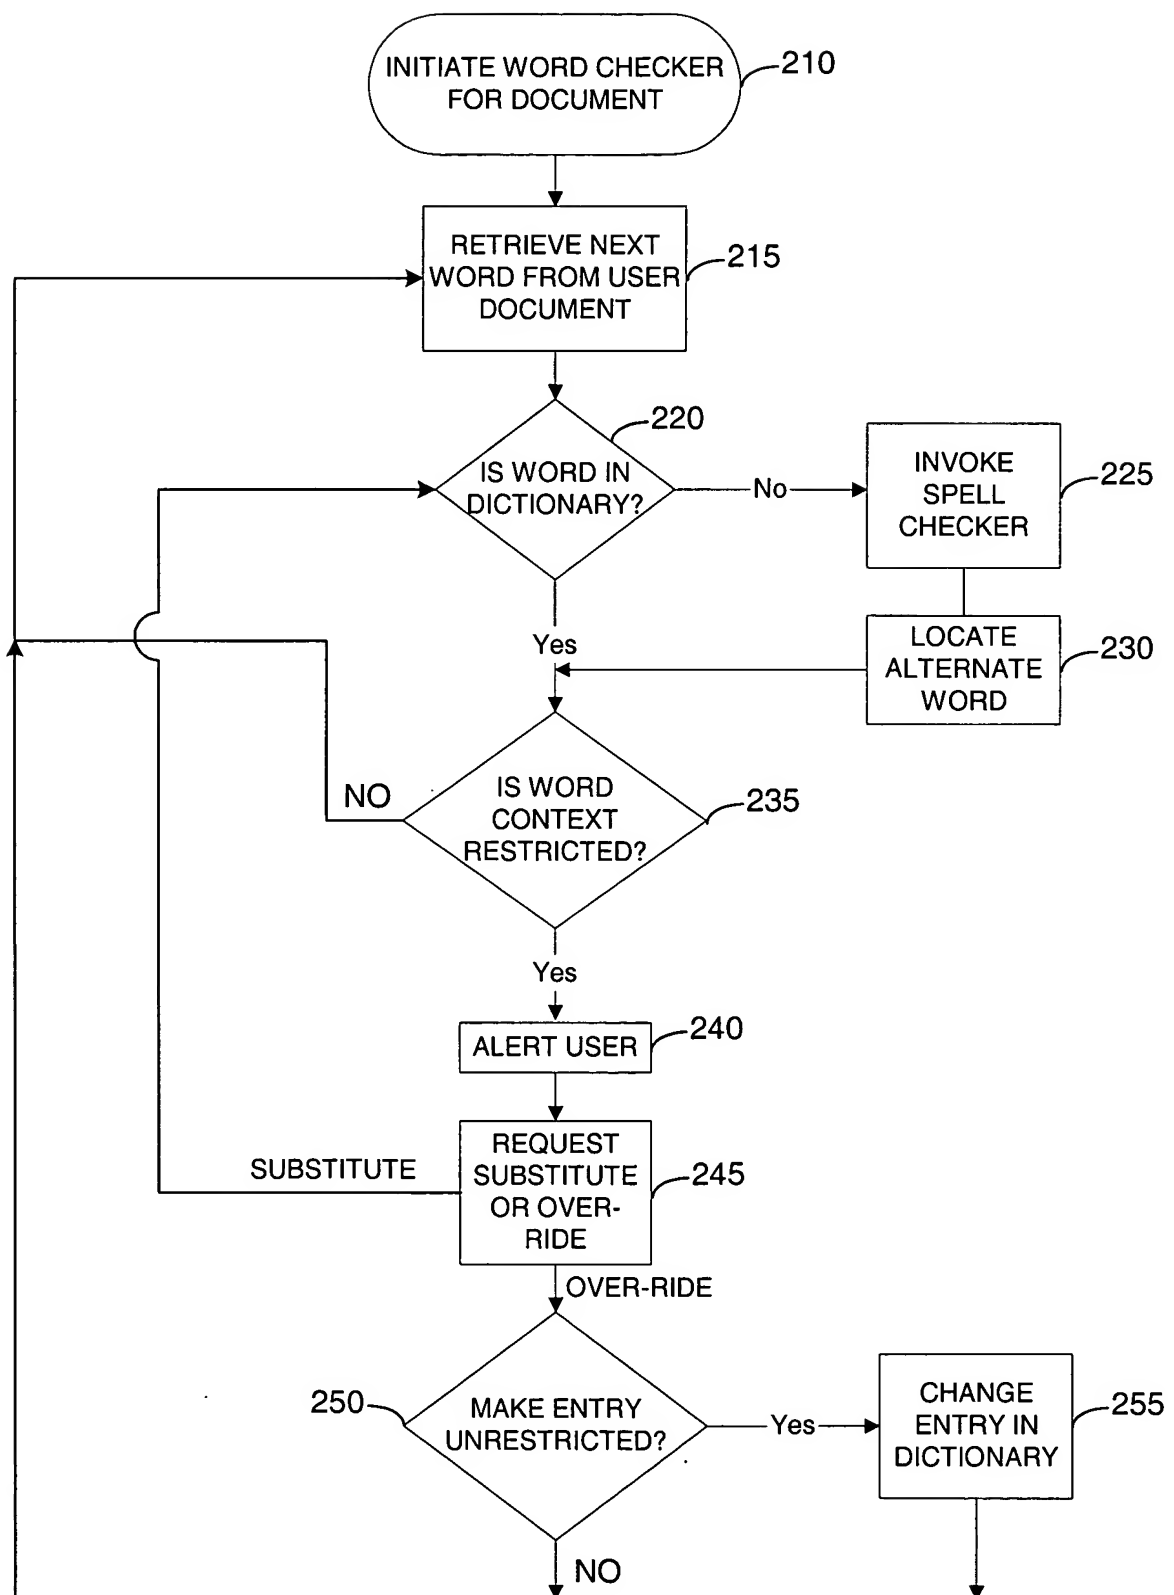 INITIATE WORD CHECKER
FOR DOCUMENT
210
RETRIEVE NEXT
WORD FROM USER
DOCUMENT
215
220
IS WORD IN
DICTIONARY?
No
INVOKE
SPELL
CHECKER
225
Yes
LOCATE
ALTERNATE
WORD
230
NO
IS WORD
CONTEXT
RESTRICTED?
235
Yes
ALERT USER
240
SUBSTITUTE
REQUEST
SUBSTITUTE
OR OVER-
RIDE
245
OVER-RIDE
250
MAKE ENTRY
UNRESTRICTED?
Yes
CHANGE
ENTRY IN
DICTIONARY
255
NO